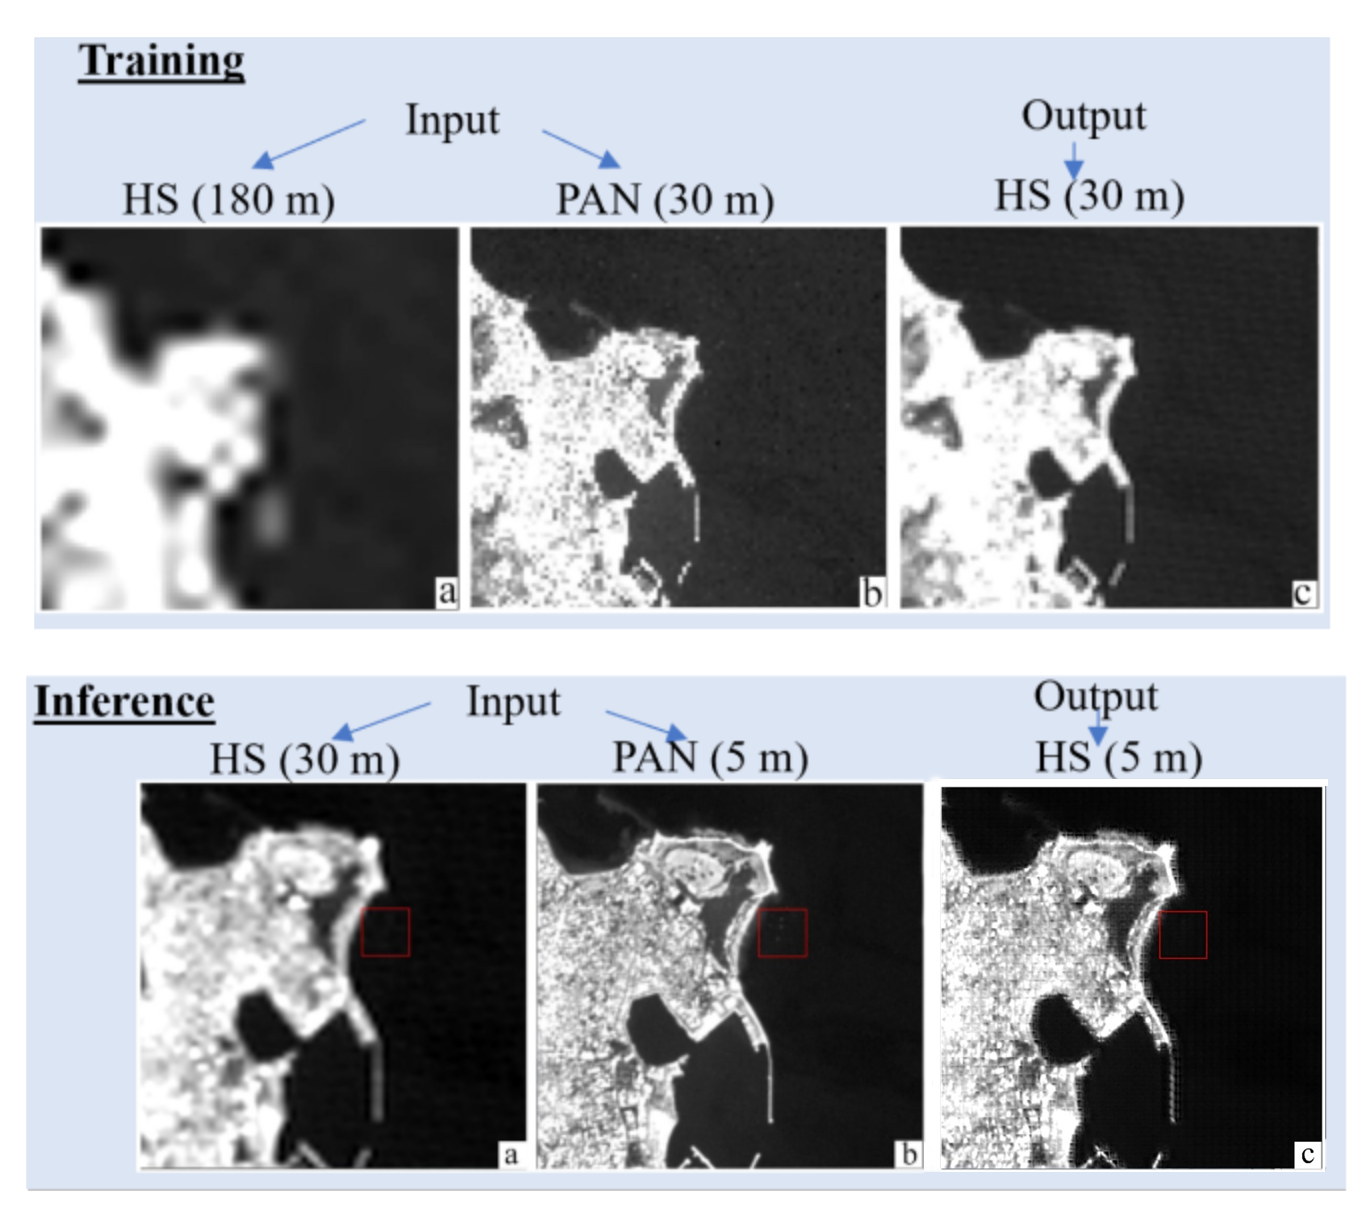 Training
Input
Output
HS (180 m)
PAN (30 m)
HS (30 m)
a
b
c
Inference
Input
Output
HS (30 m)
PAN (5 m)
HS (5 m)
a
b
c